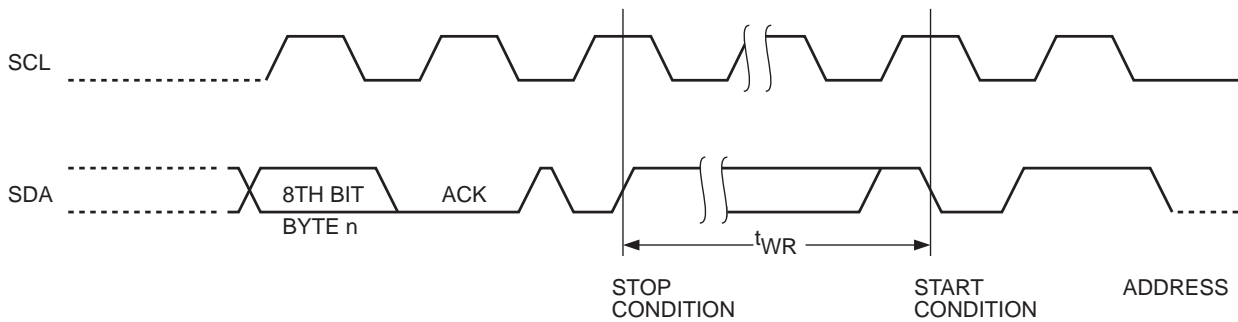 SCL
SDA
8TH BIT
ACK
BYTE n
tWR
STOP
CONDITION
START
CONDITION
ADDRESS